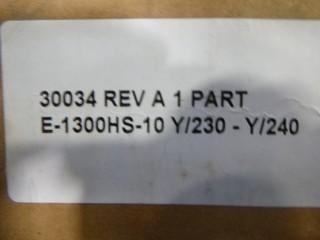 30034 REV A 1 PART
E-1300HS-10 Y/230 - Y/240